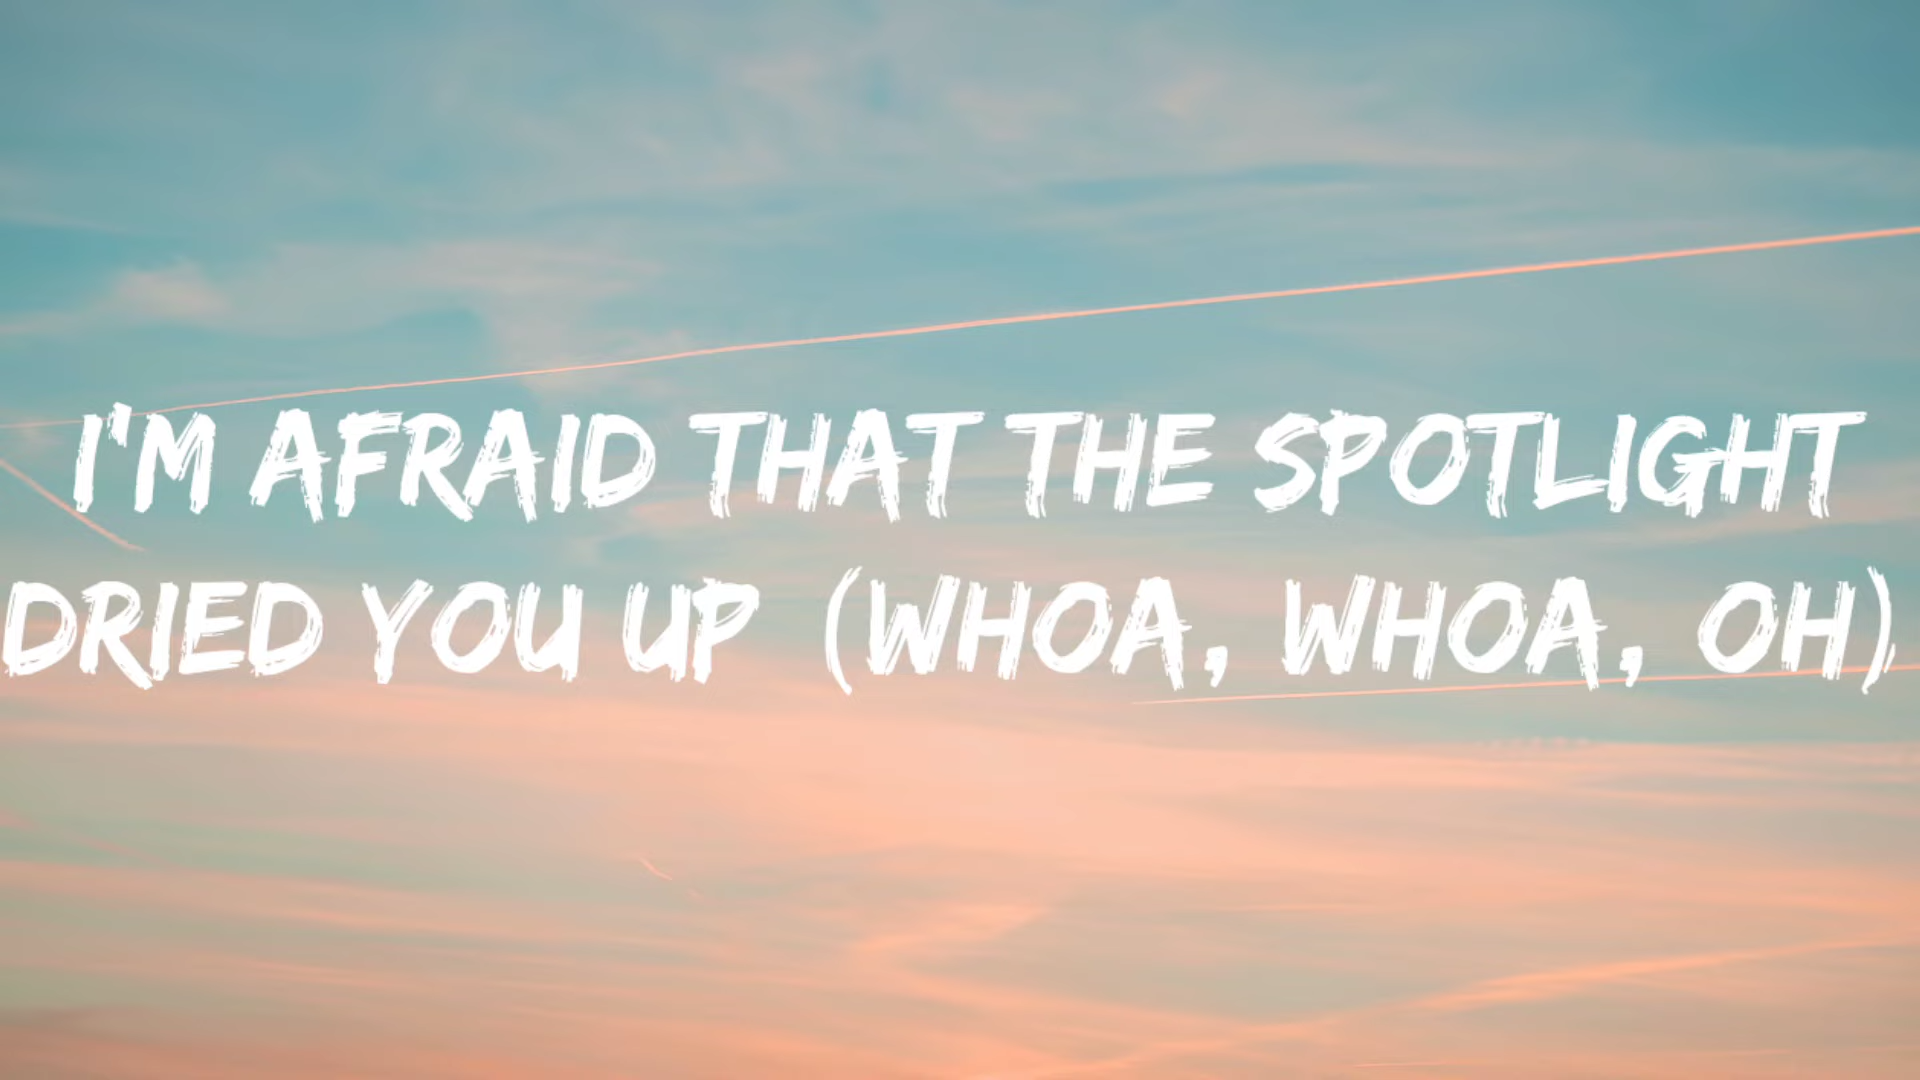 I'M AFRAID THAT THE SPOTLIGHT
DRIED YOU UP (WHOA, WHOA, OH)